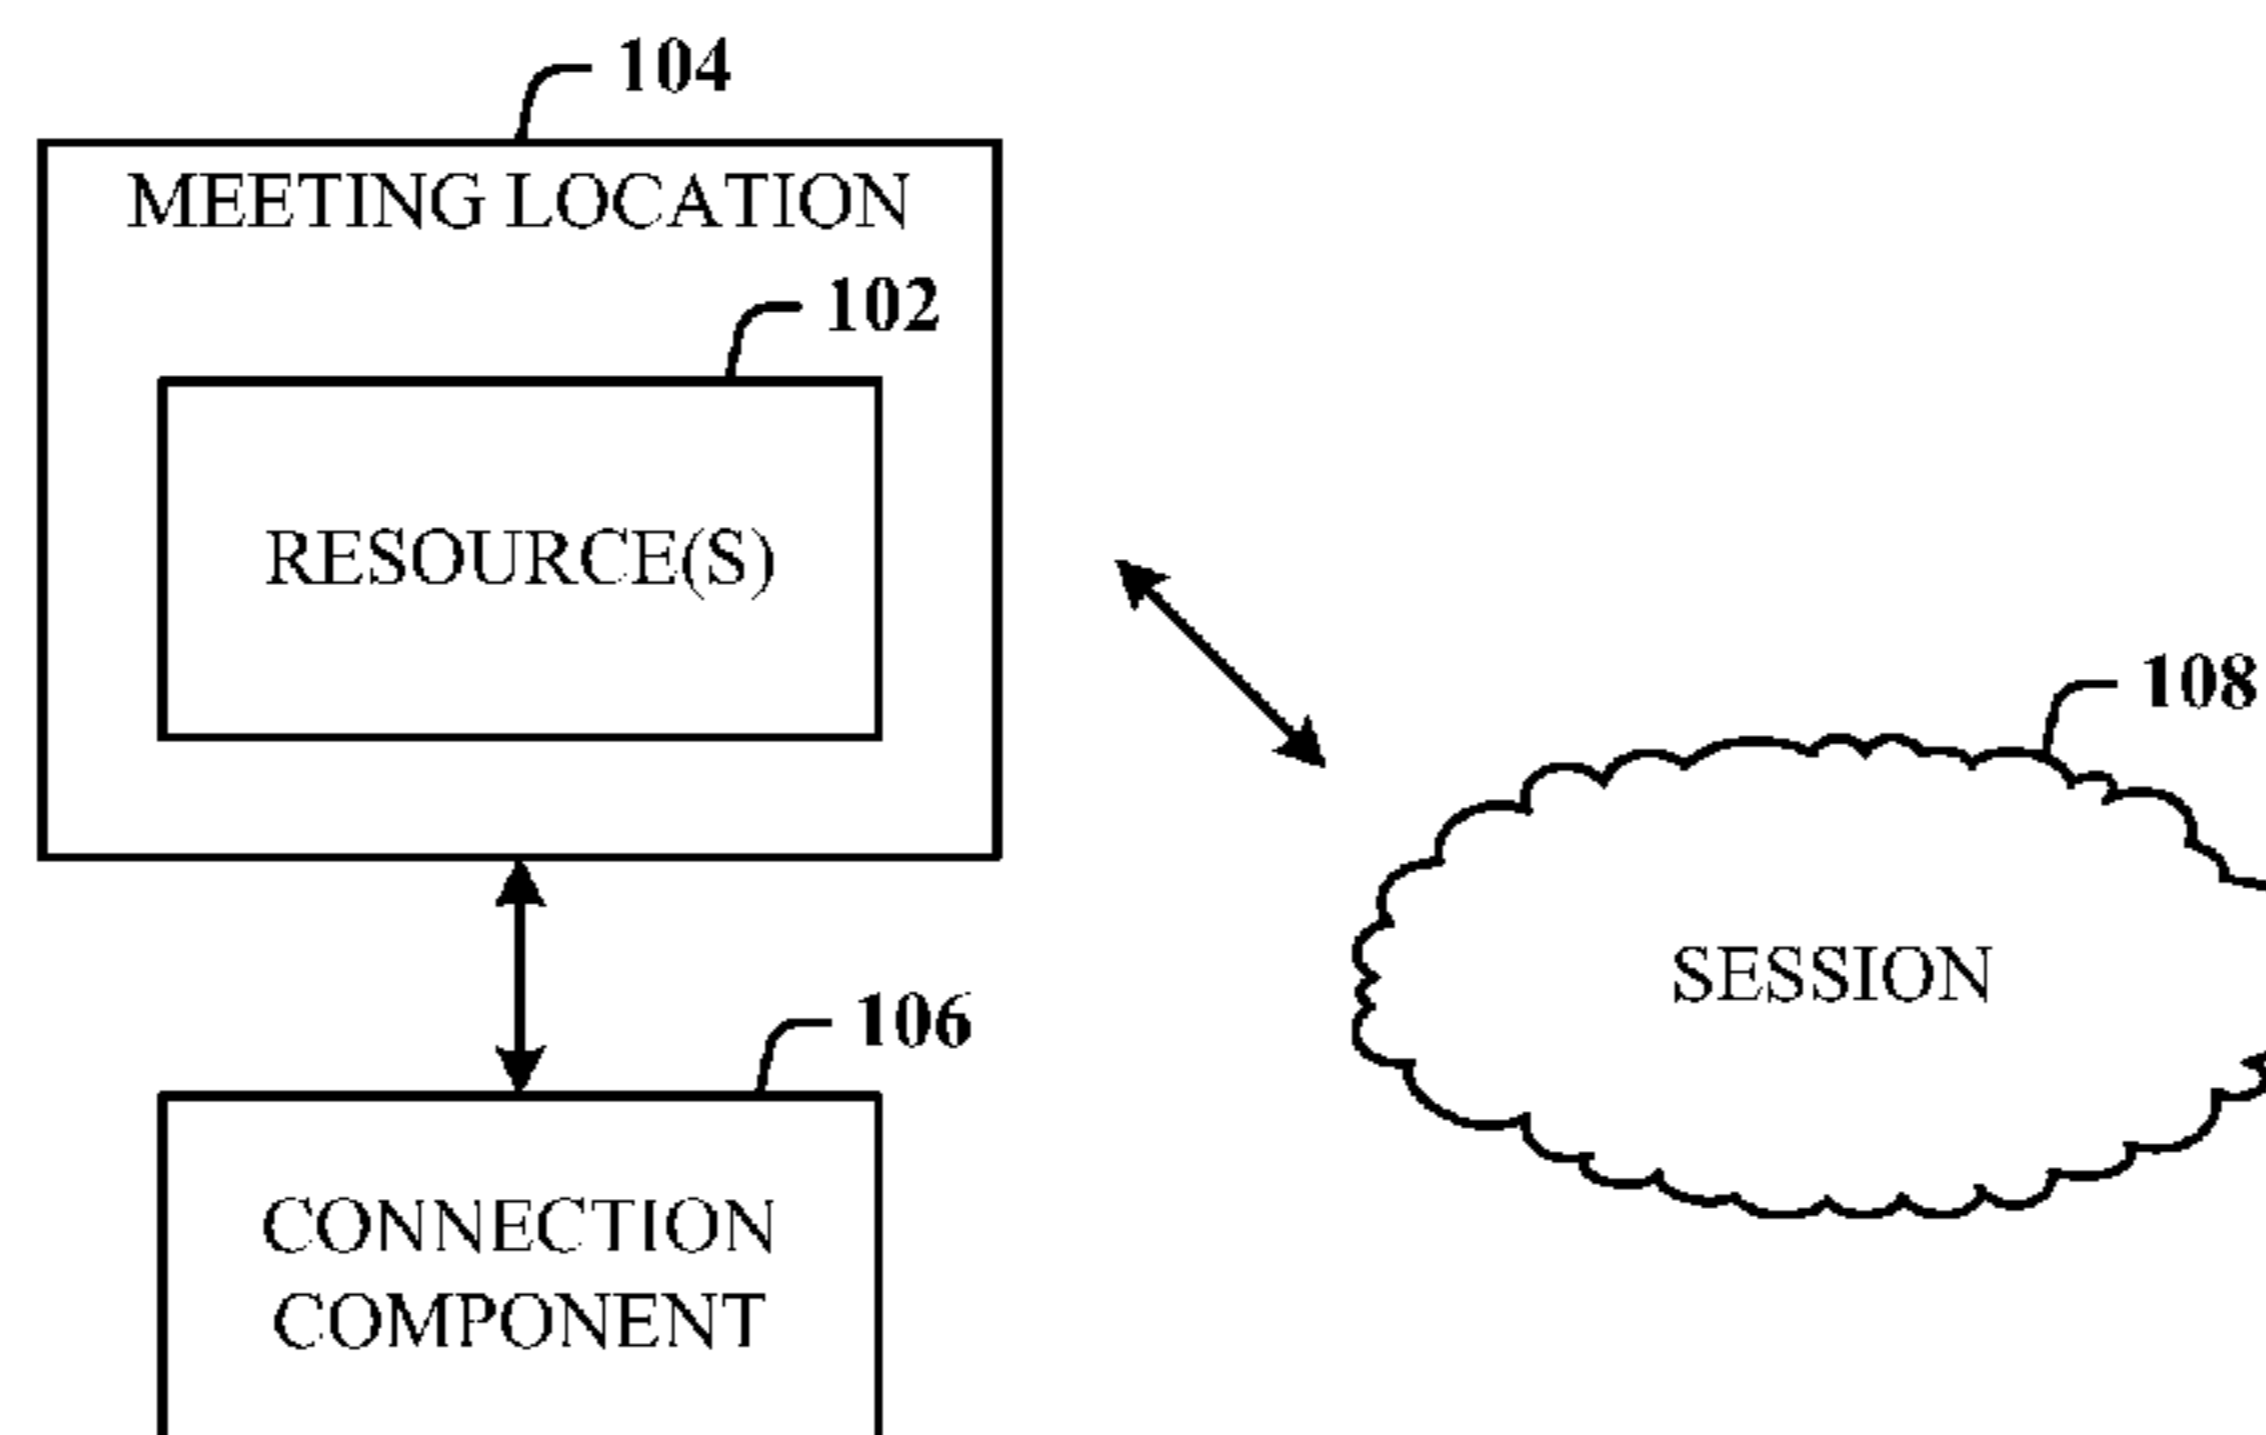 104
MEETING LOCATION
102
RESOURCE(S)
108
SESSION
106
CONNECTION
COMPONENT